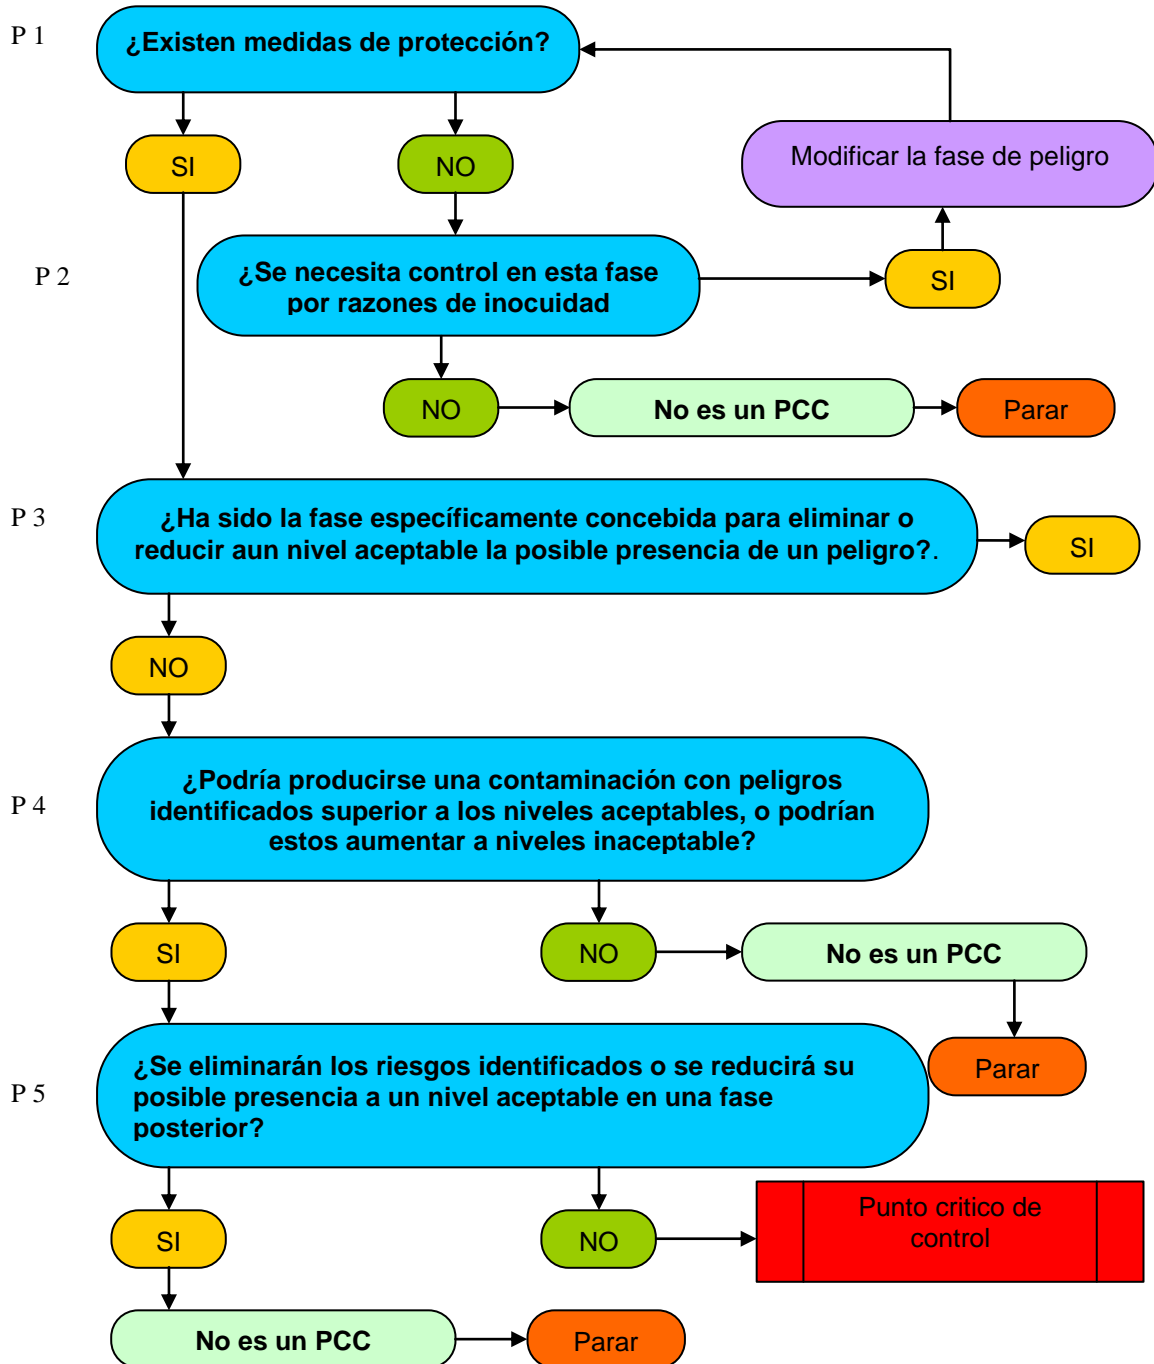 P 1
¿Existen medidas de protección?
SI
NO
Modificar la fase de peligro
P 2
¿Se necesita control en esta fase
por razones de inocuidad
SI
NO
No es un PCC
Parar
P 3
¿Ha sido la fase específicamente concebida para eliminar o
reducir aun nivel aceptable la posible presencia de un peligro?.
SI
NO
P 4
¿Podría producirse una contaminación con peligros
identificados superior a los niveles aceptables, o podrían
estos aumentar a niveles inaceptable?
SI
NO
No es un PCC
Parar
P 5
¿Se eliminarán los riesgos identificados o se reducirá su
posible presencia a un nivel aceptable en una fase
posterior?
SI
NO
Punto critico de
control
No es un PCC
Parar